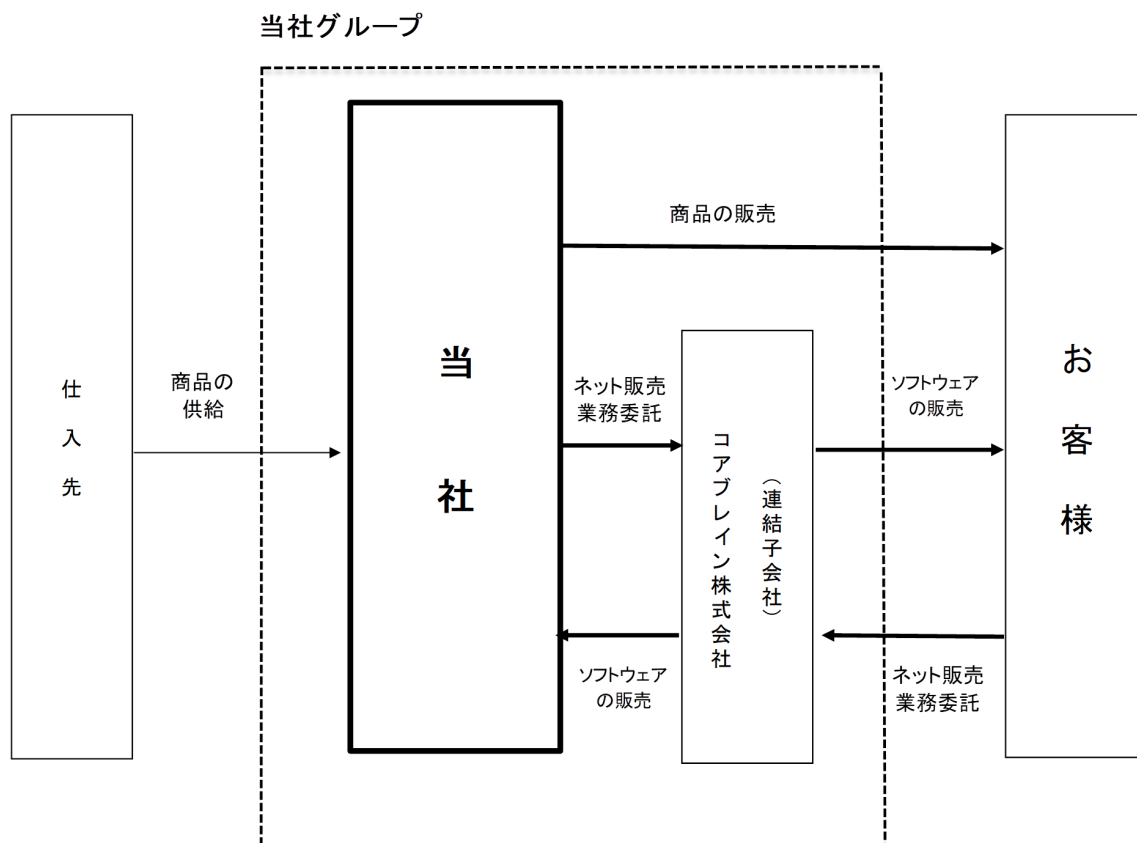 当社グループ
仕入先
商品の
供給
当社
商品の販売
ネット販売
業務委託
ソフトウェア
の販売
（連結子会社）
コアブレイン株式会社
ソフトウェア
の販売
ネット販売
業務委託
お客様